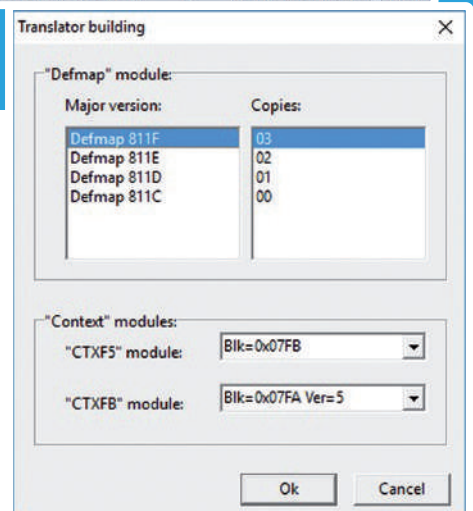 Translator building
"Defmap" module:
Major version: Copies:
Defmap 811F 03
Defmap 811E 02
Defmap 811D 01
Defmap 811C 00
"Context" modules:
"CTXF5" module: Blk=0x07FB
"CTXFB" module: Blk=0x07FA Ver=5
Ok Cancel